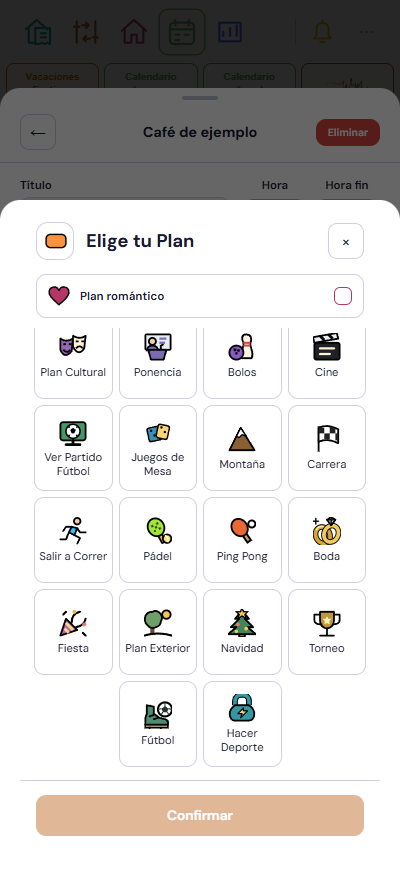 Vacaciones
Calendario
Calendario
←
Café de ejemplo
Eliminar
Título
Hora
Hora fin
Elige tu Plan
×
Plan romántico
Plan Cultural
Ponencia
Bolos
Cine
Ver Partido
Fútbol
Juegos de
Mesa
Montaña
Carrera
Salir a Correr
Pádel
Ping Pong
Boda
Fiesta
Plan Exterior
Navidad
Torneo
Fútbol
Hacer
Deporte
Confirmar